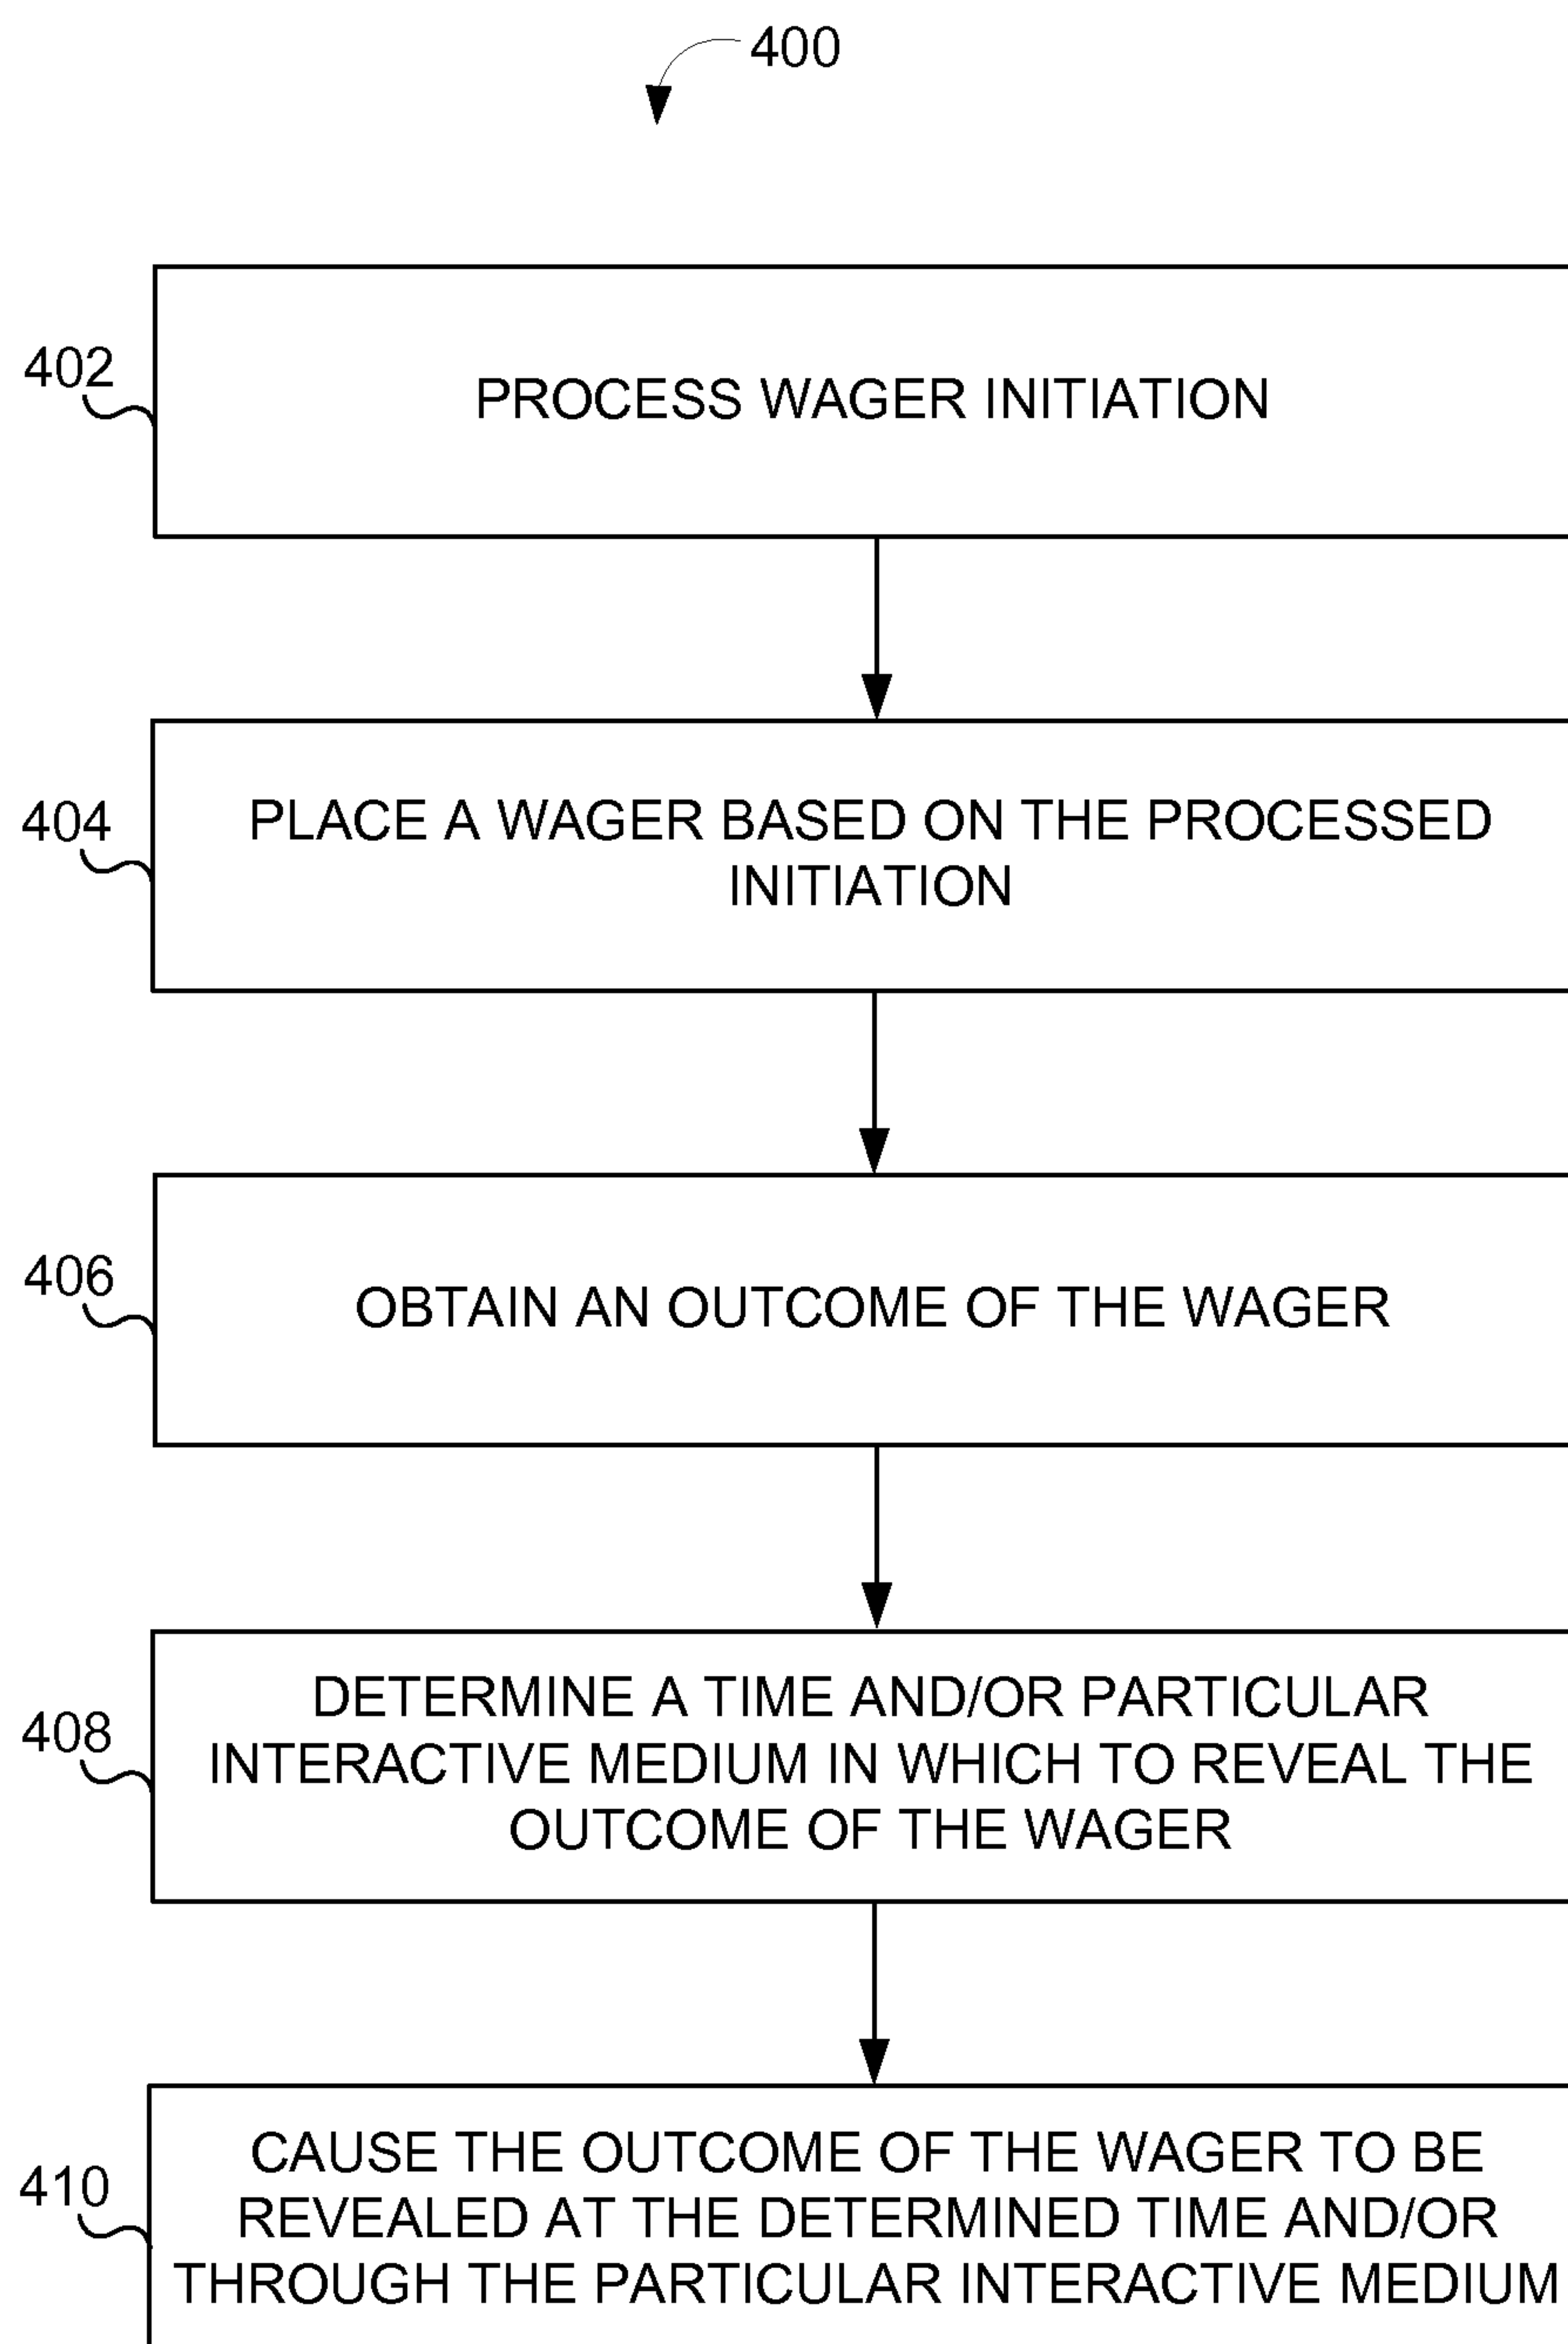 400
402
PROCESS WAGER INITIATION
404
PLACE A WAGER BASED ON THE PROCESSED
INITIATION
406
OBTAIN AN OUTCOME OF THE WAGER
408
DETERMINE A TIME AND/OR PARTICULAR
INTERACTIVE MEDIUM IN WHICH TO REVEAL THE
OUTCOME OF THE WAGER
410
CAUSE THE OUTCOME OF THE WAGER TO BE
REVEALED AT THE DETERMINED TIME AND/OR
THROUGH THE PARTICULAR INTERACTIVE MEDIUM